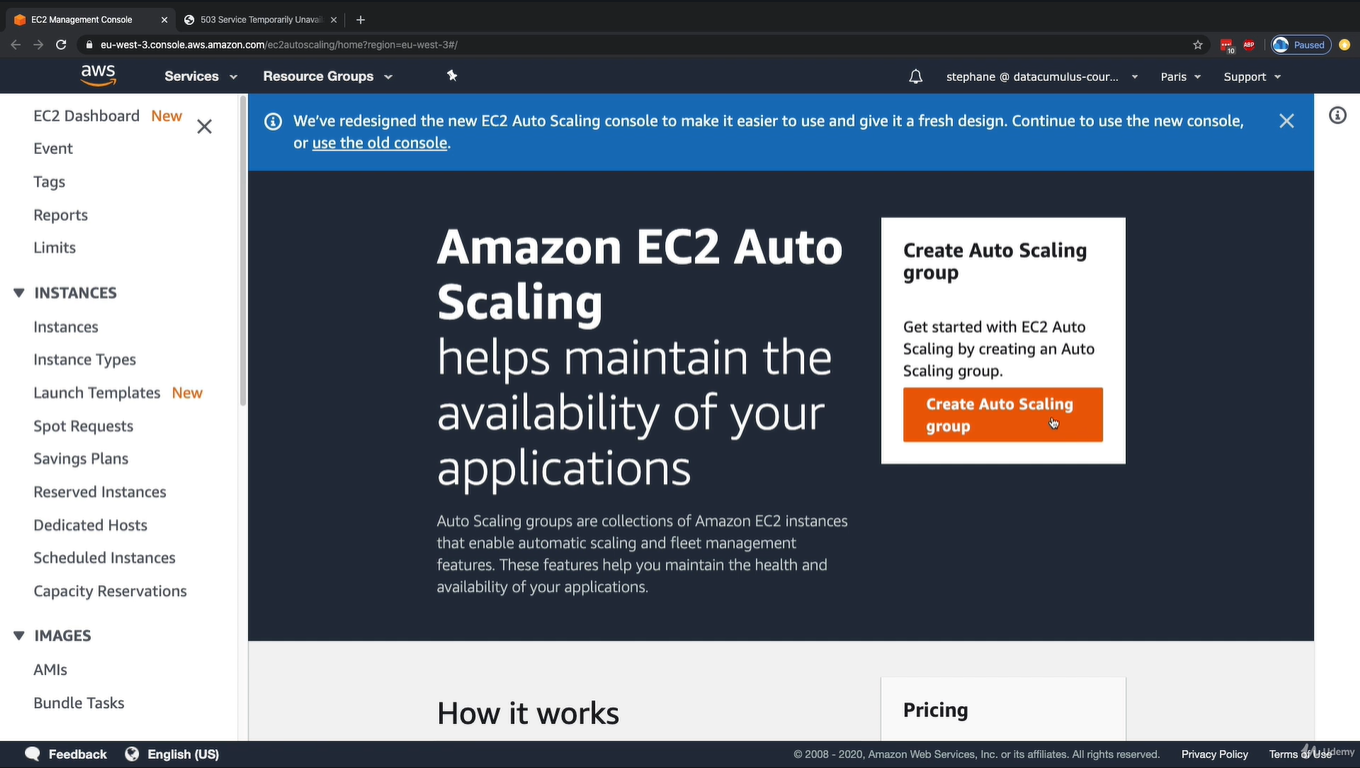 EC2 Management Console
503 Service Temporarily Unavail
eu-west-3.console.aws.amazon.com/ec2autoscaling/home?region=eu-west-3#/
10
ABP
Paused
aws
Services
Resource Groups
stephane @ datacumulus-cour...
Paris
Support
EC2 Dashboard New
Event
Tags
Reports
Limits
INSTANCES
Instances
Instance Types
Launch Templates New
Spot Requests
Savings Plans
Reserved Instances
Dedicated Hosts
Scheduled Instances
Capacity Reservations
IMAGES
AMIs
Bundle Tasks
We've redesigned the new EC2 Auto Scaling console to make it easier to use and give it a fresh design. Continue to use the new console,
or use the old console.
Amazon EC2 Auto
Scaling
helps maintain the
availability of your
applications
Auto Scaling groups are collections of Amazon EC2 instances
that enable automatic scaling and fleet management
features. These features help you maintain the health and
availability of your applications.
Create Auto Scaling
group
Get started with EC2 Auto
Scaling by creating an Auto
Scaling group.
Create Auto Scaling
group
How it works
Pricing
Feedback
English (US)
© 2008 - 2020, Amazon Web Services, Inc. or its affiliates. All rights reserved.
Privacy Policy
Terms of Use
Udemy